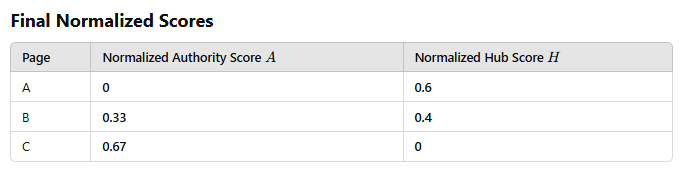 Final Normalized Scores
Page Normalized Authority Score A Normalized Hub Score H
A 0 0.6
B 0.33 0.4
C 0.67 0